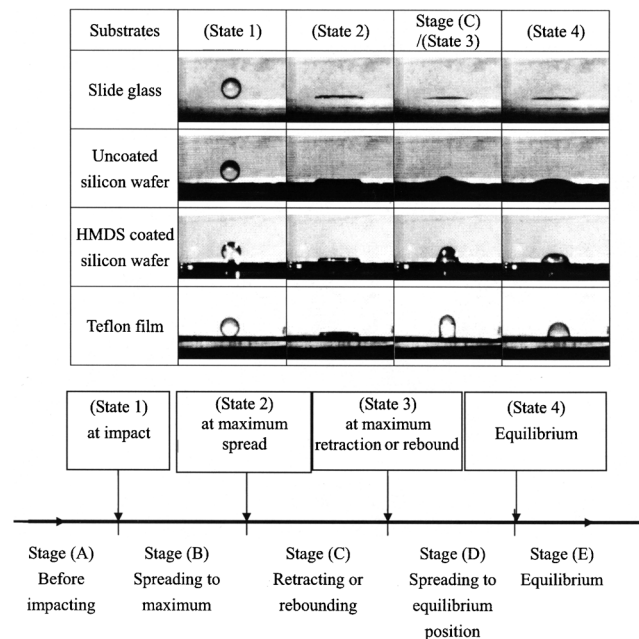 Substrates
(State 1)
(State 2)
Stage (C)
/(State 3)
(State 4)
Slide glass
Uncoated
silicon wafer
HMDS coated
silicon wafer
Teflon film
(State 1)
at impact
(State 2)
at maximum
spread
(State 3)
at maximum
retraction or rebound
(State 4)
Equilibrium
Stage (A)
Before
impacting
Stage (B)
Spreading to
maximum
Stage (C)
Retracting or
rebounding
Stage (D)
Spreading to
equilibrium
position
Stage (E)
Equilibrium